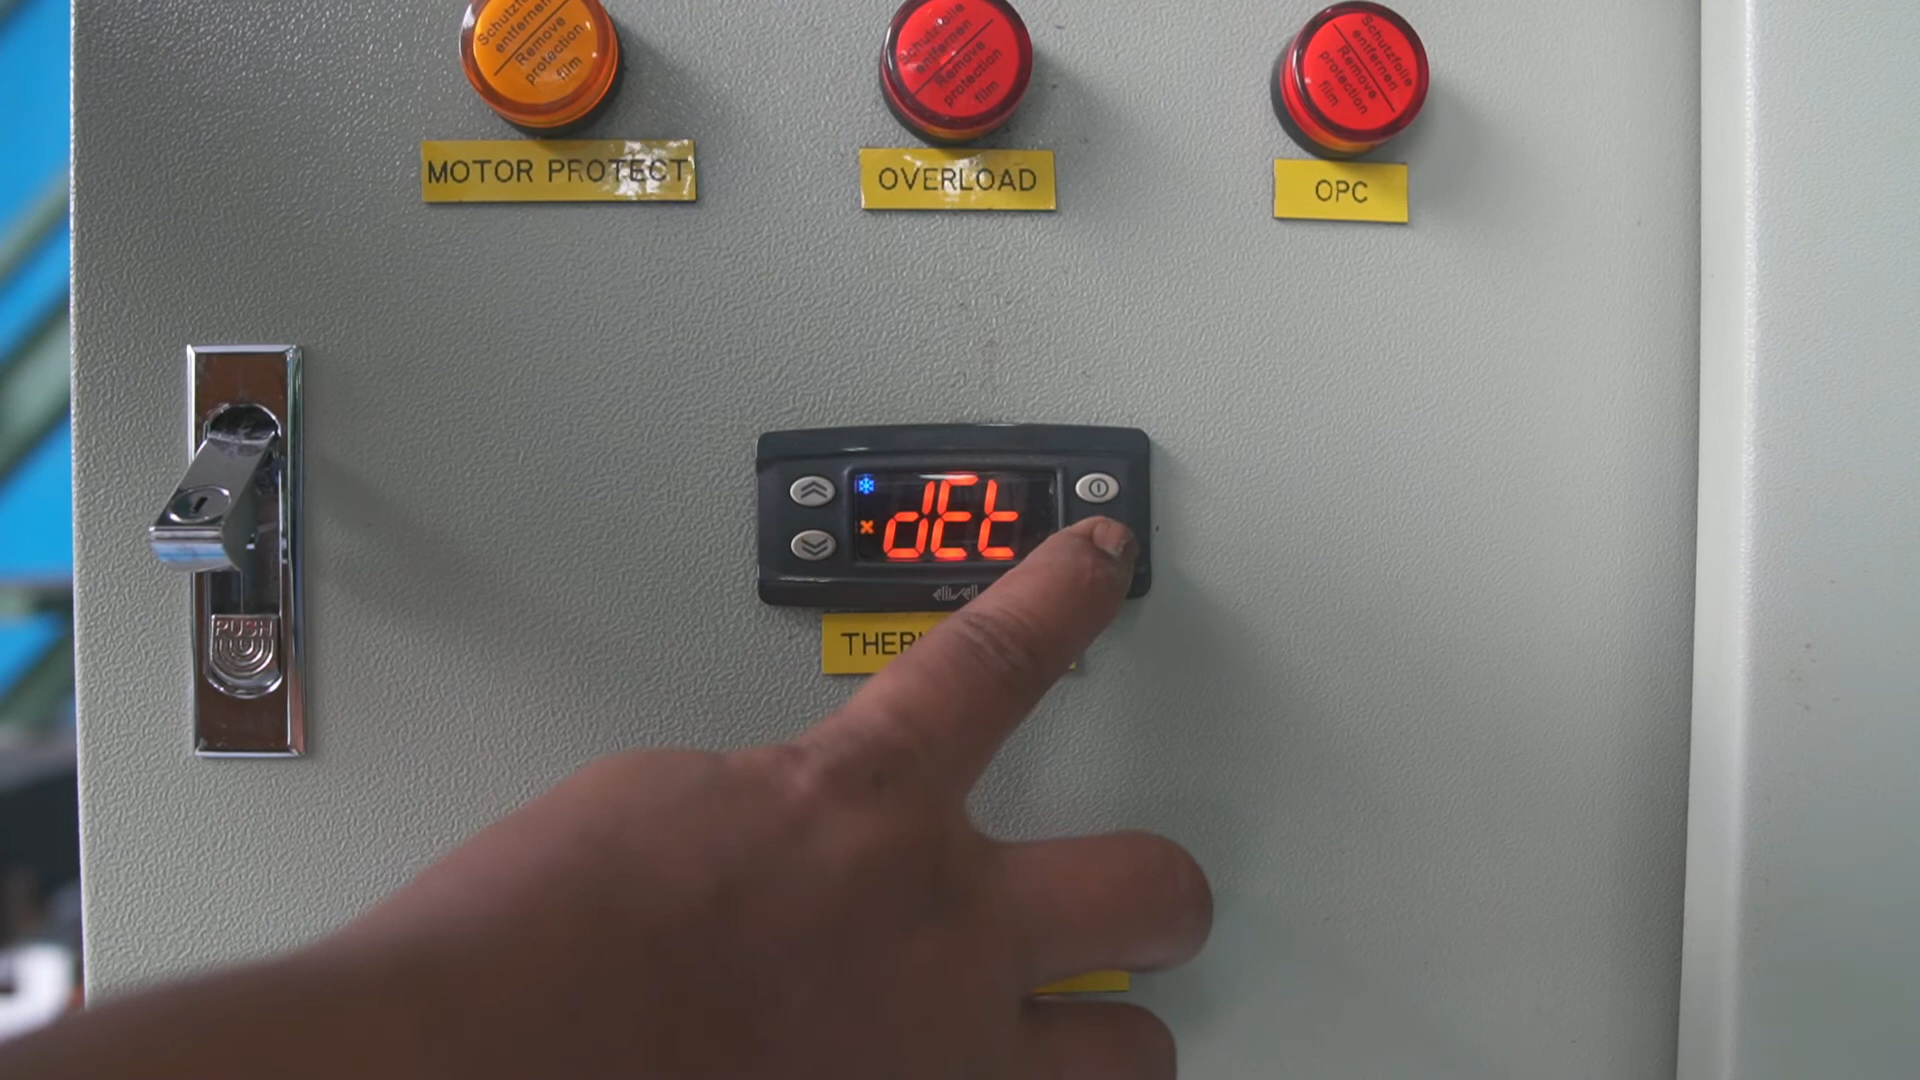 Schutzfolie
entfernen
Remove
protection
film
Schutzfolie
entfernen
Remove
protection
film
Schutzfolie
entfernen
Remove
protection
film
MOTOR PROTECT
OVERLOAD
OPC
dEt
eliwell
PUSH